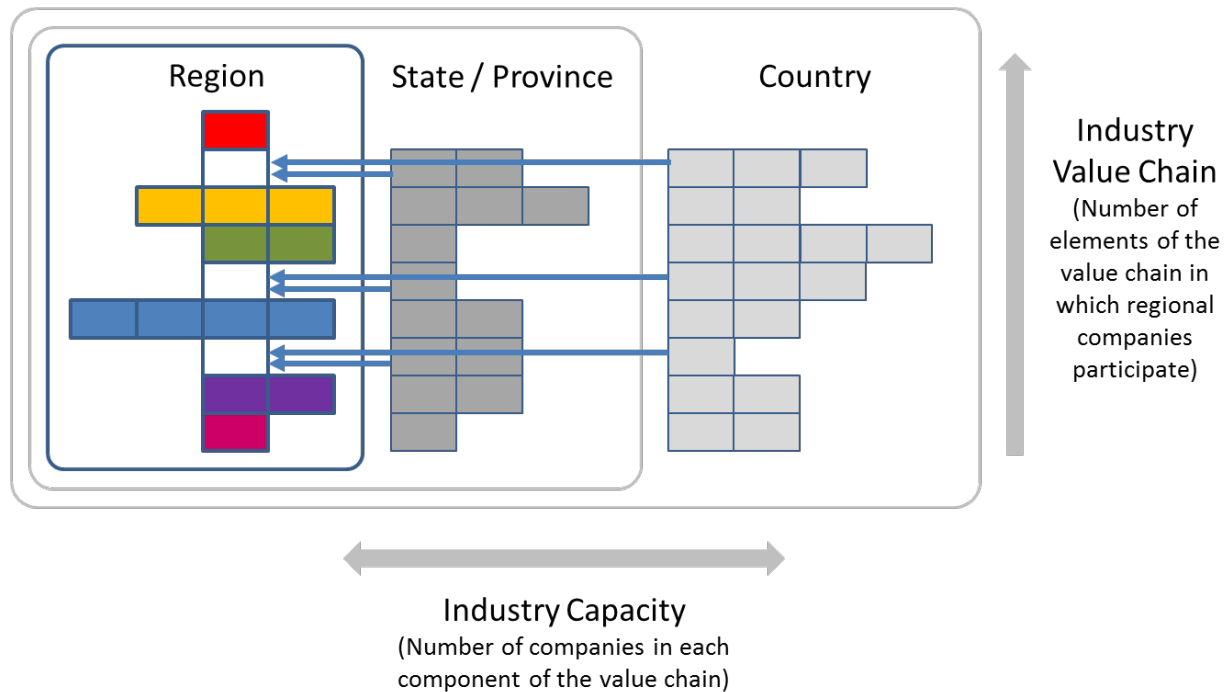 Region
State / Province
Country
Industry
Value Chain
(Number of
elements of the
value chain in
which regional
companies
participate)
Industry Capacity
(Number of companies in each
component of the value chain)